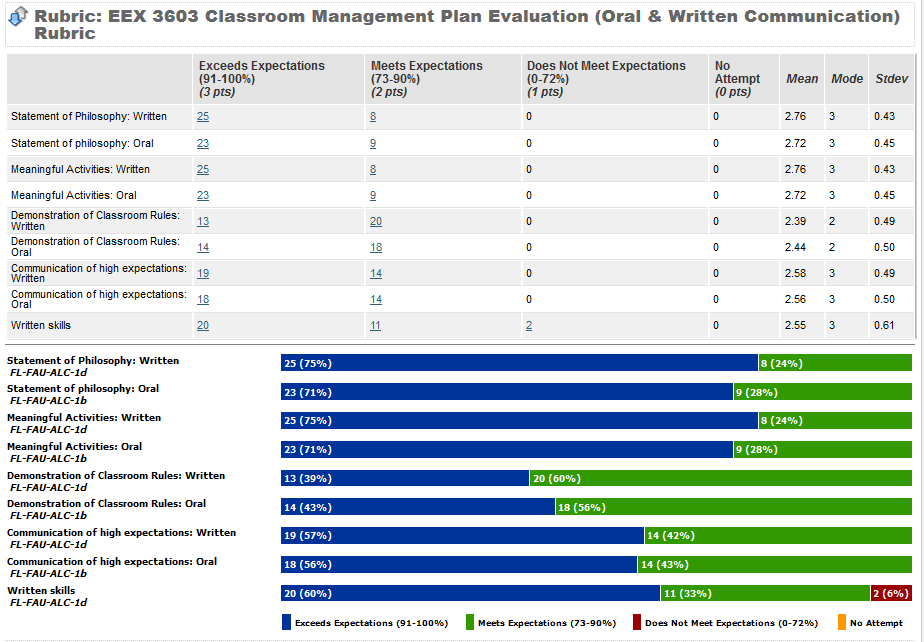 Rubric: EEX 3603 Classroom Management Plan Evaluation (Oral & Written Communication)
Rubric
Exceeds Expectations (91-100%) (3 pts) Meets Expectations (73-90%) (2 pts) Does Not Meet Expectations (0-72%) (1 pts) No Attempt (0 pts) Mean Mode Stdev
Statement of Philosophy: Written 25 8 0 0 2.76 3 0.43
Statement of philosophy: Oral 23 9 0 0 2.72 3 0.45
Meaningful Activities: Written 25 8 0 0 2.76 3 0.43
Meaningful Activities: Oral 23 9 0 0 2.72 3 0.45
Demonstration of Classroom Rules: Written 13 20 0 0 2.39 2 0.49
Demonstration of Classroom Rules: Oral 14 18 0 0 2.44 2 0.50
Communication of high expectations: Written 19 14 0 0 2.58 3 0.49
Communication of high expectations: Oral 18 14 0 0 2.56 3 0.50
Written skills 20 11 2 0 2.55 3 0.61
Statement of Philosophy: Written 25 (75%) 8 (24%)
FL-FAU-ALC-1d
Statement of philosophy: Oral 23 (71%) 9 (28%)
FL-FAU-ALC-1b
Meaningful Activities: Written 25 (75%) 8 (24%)
FL-FAU-ALC-1d
Meaningful Activities: Oral 23 (71%) 9 (28%)
FL-FAU-ALC-1b
Demonstration of Classroom Rules: Written 13 (39%) 20 (60%)
FL-FAU-ALC-1d
Demonstration of Classroom Rules: Oral 14 (43%) 18 (56%)
FL-FAU-ALC-1b
Communication of high expectations: Written 19 (57%) 14 (42%)
FL-FAU-ALC-1d
Communication of high expectations: Oral 18 (56%) 14 (43%)
FL-FAU-ALC-1b
Written skills 20 (60%) 11 (33%) 2 (6%)
FL-FAU-ALC-1d
Exceeds Expectations (91-100%) Meets Expectations (73-90%) Does Not Meet Expectations (0-72%) No Attempt